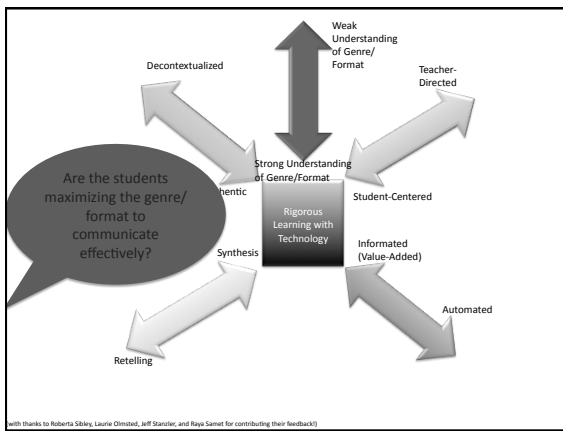 Weak
Understanding
of Genre/
Format
Decontextualized
Teacher-
Directed
Strong Understanding
of Genre/Format
Are the students
maximizing the genre/
format to
communicate
effectively?
hentic
Student-Centered
Rigorous
Learning with
Technology
Synthesis
Informated
(Value-Added)
Automated
Retelling
(with thanks to Roberta Sibley, Laurie Olmsted, Jeff Stanzler, and Raya Samet for contributing their feedback!)